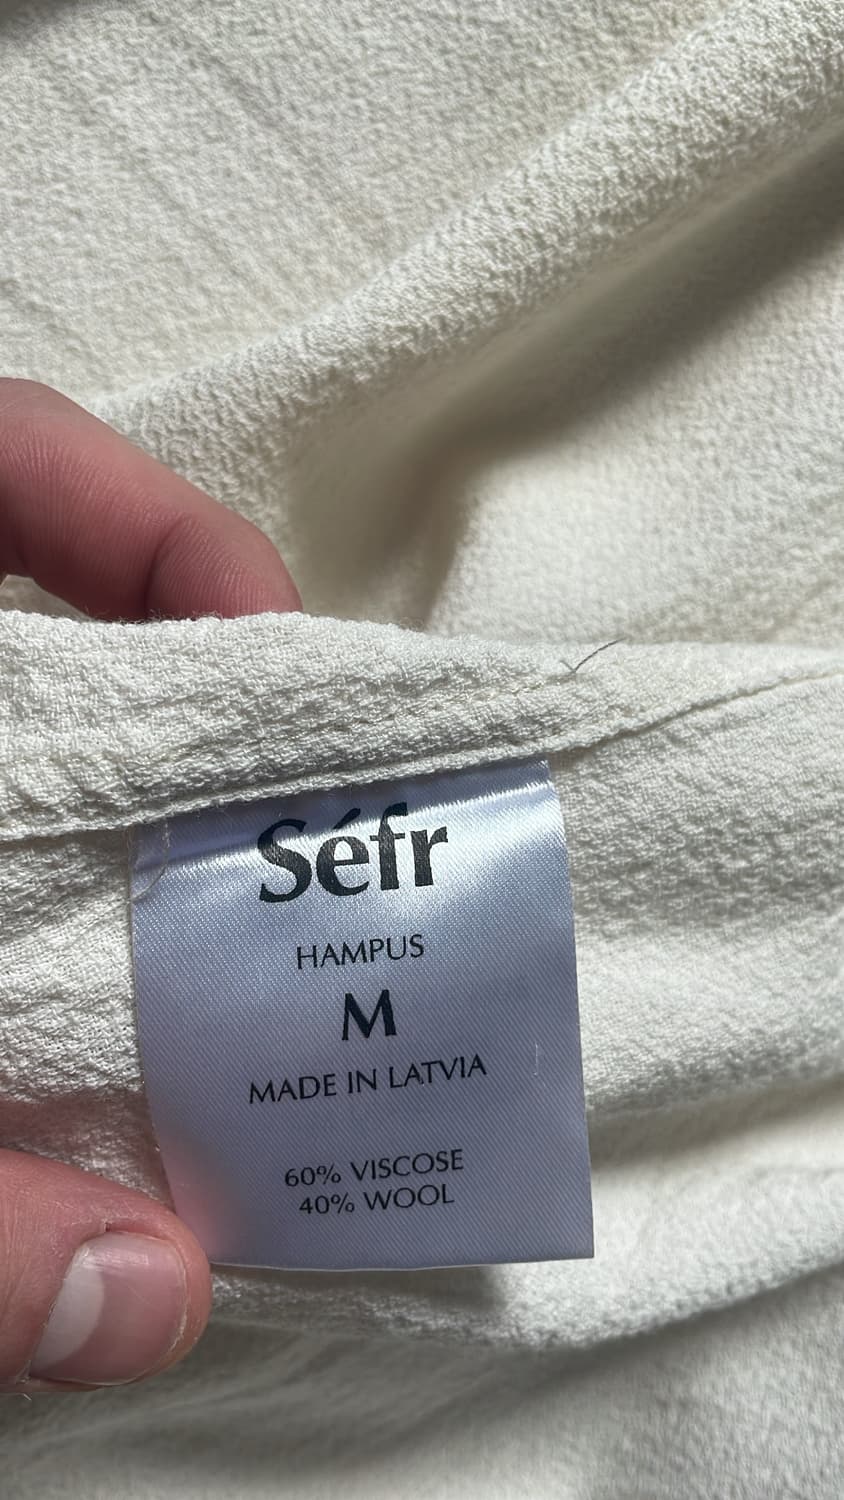 Séfr
HAMPUS
M
MADE IN LATVIA
60% VISCOSE
40% WOOL